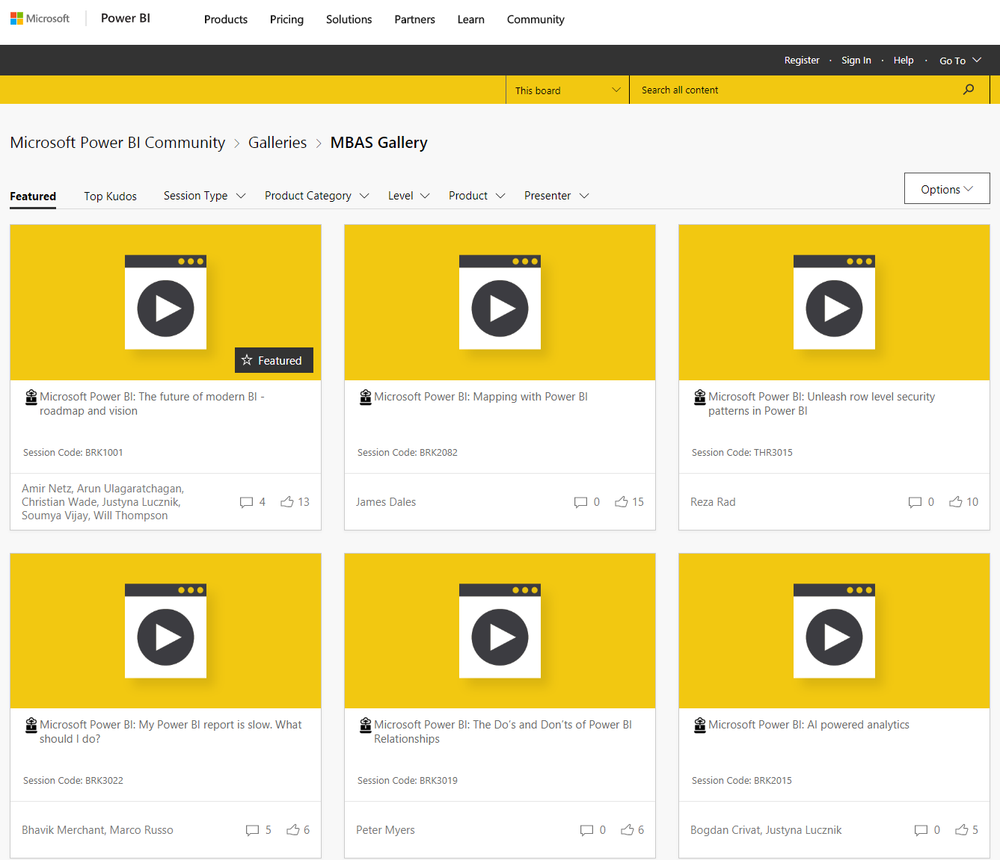 Microsoft Power BI Products Pricing Solutions Partners Learn Community
Register · Sign In · Help · Go To
This board Search all content
Microsoft Power BI Community > Galleries > MBAS Gallery
Featured Top Kudos Session Type Product Category Level Product Presenter Options
Featured
Microsoft Power BI: The future of modern BI -
roadmap and vision
Session Code: BRK1001
Amir Netz, Arun Ulagaratchagan,
Christian Wade, Justyna Lucznik,
Soumya Vijay, Will Thompson
4 13
Microsoft Power BI: Mapping with Power BI
Session Code: BRK2082
James Dales 0 15
Microsoft Power BI: Unleash row level security
patterns in Power BI
Session Code: THR3015
Reza Rad 0 10
Microsoft Power BI: My Power BI report is slow. What
should I do?
Session Code: BRK3022
Bhavik Merchant, Marco Russo 5 6
Microsoft Power BI: The Do’s and Don’ts of Power BI
Relationships
Session Code: BRK3019
Peter Myers 0 6
Microsoft Power BI: AI powered analytics
Session Code: BRK2015
Bogdan Crivat, Justyna Lucznik 0 5